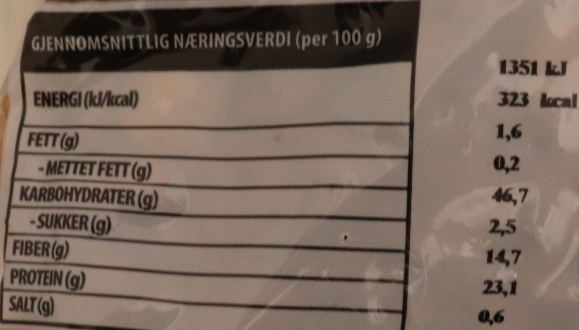 GJENNOMSNITTLIG NÆRINGSVERDI (per 100 g)
1351 kJ
ENERGI (kJ/kcal) 323 kcal
FETT (g) 1,6
- METTET FETT (g) 0,2
KARBOHYDRATER (g) 46,7
- SUKKER (g) 2,5
FIBER (g) 14,7
PROTEIN (g) 23,1
SALT (g) 0,6